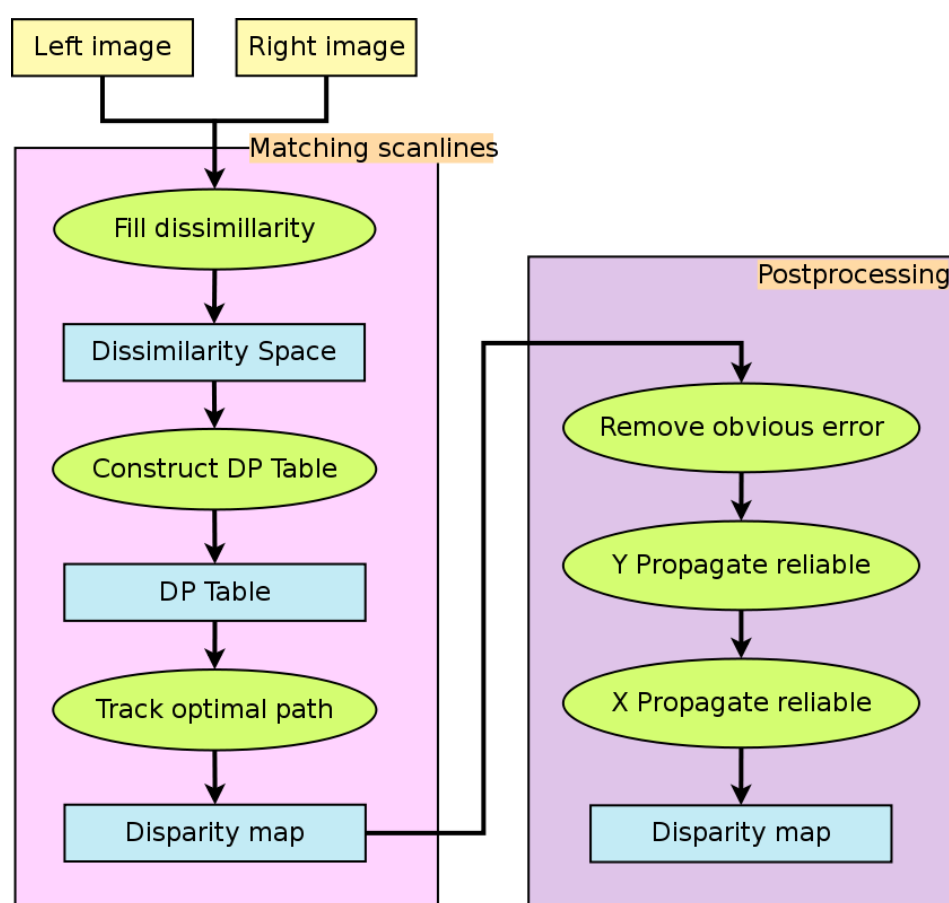 Left image
Right image
Matching scanlines
Fill dissimillarity
Dissimilarity Space
Construct DP Table
DP Table
Track optimal path
Disparity map
Postprocessing
Remove obvious error
Y Propagate reliable
X Propagate reliable
Disparity map